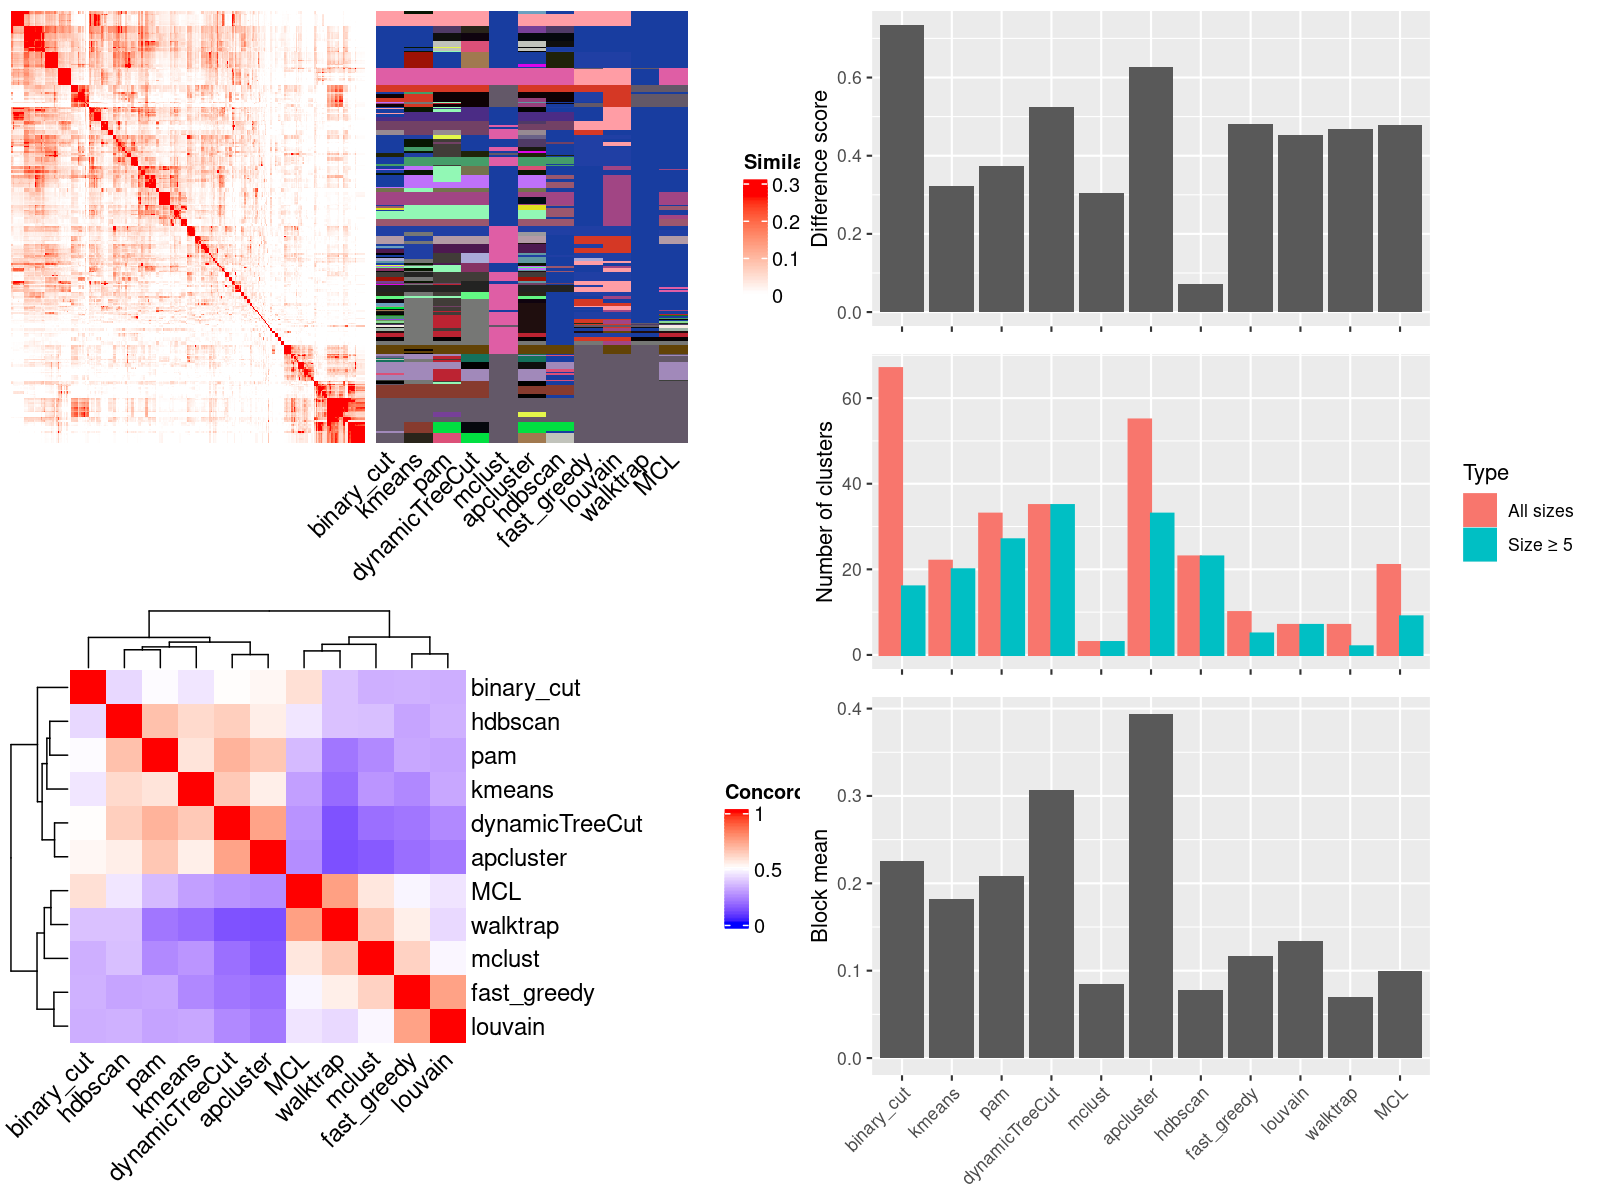 Simila
0.3
0.2
0.1
0
binary_cut
kmeans
pam
dynamicTreeCut
mclust
apcluster
hdbscan
fast_greedy
louvain
walktrap
MCL
Difference score
0.6
0.4
0.2
0.0
Number of clusters
60
40
20
0
Type
All sizes
Size ≥ 5
binary_cut
hdbscan
pam
kmeans
dynamicTreeCut
apcluster
MCL
walktrap
mclust
fast_greedy
louvain
binary_cut
hdbscan
pam
kmeans
dynamicTreeCut
apcluster
MCL
walktrap
mclust
fast_greedy
louvain
Concorc
1
0.5
0
Block mean
0.4
0.3
0.2
0.1
0.0
binary_cut
kmeans
pam
dynamicTreeCut
mclust
apcluster
hdbscan
fast_greedy
louvain
walktrap
MCL